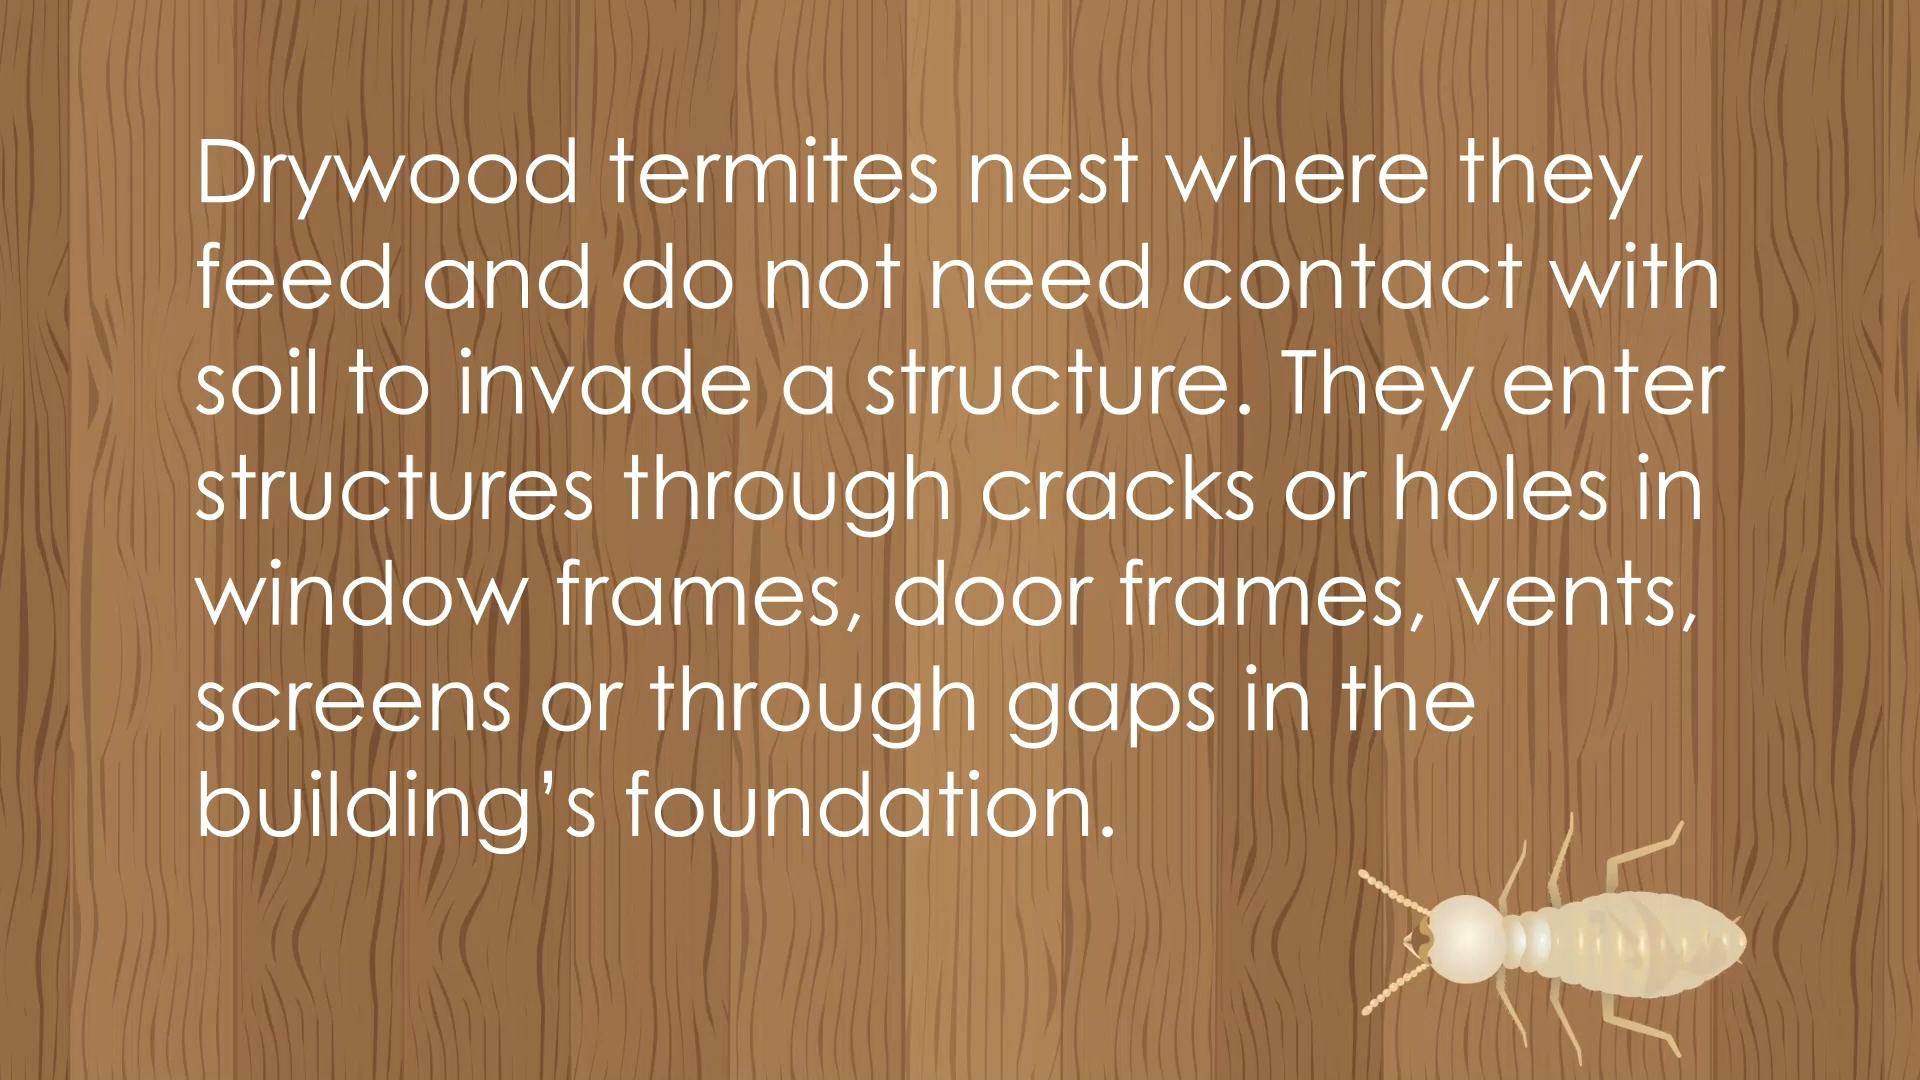 Drywood termites nest where they
feed and do not need contact with
soil to invade a structure. They enter
structures through cracks or holes in
window frames, door frames, vents,
screens or through gaps in the
building’s foundation.